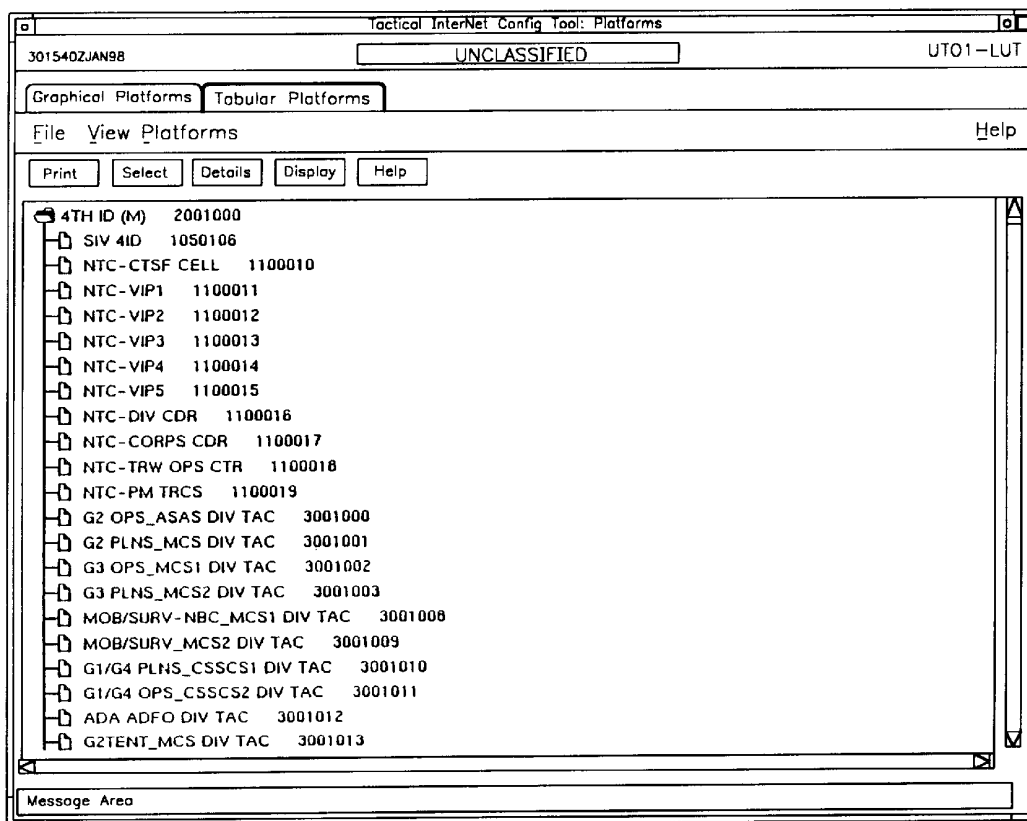 Tactical InterNet Config Tool: Platforms
301540ZJAN98 UNCLASSIFIED UTO1-LUT
Graphical Platforms Tabular Platforms
File View Platforms Help
Print Select Details Display Help
4TH ID (M) 2001000
SIV 4ID 1050106
NTC-CTSF CELL 1100010
NTC-VIP1 1100011
NTC-VIP2 1100012
NTC-VIP3 1100013
NTC-VIP4 1100014
NTC-VIP5 1100015
NTC-DIV CDR 1100016
NTC-CORPS CDR 1100017
NTC-TRW OPS CTR 1100018
NTC-PM TRCS 1100019
G2 OPS_ASAS DIV TAC 3001000
G2 PLNS_MCS DIV TAC 3001001
G3 OPS_MCS1 DIV TAC 3001002
G3 PLNS_MCS2 DIV TAC 3001003
MOB/SURV-NBC_MCS1 DIV TAC 3001008
MOB/SURV_MCS2 DIV TAC 3001009
G1/G4 PLNS_CSSCS1 DIV TAC 3001010
G1/G4 OPS_CSSCS2 DIV TAC 3001011
ADA ADFO DIV TAC 3001012
G2TENT_MCS DIV TAC 3001013
Message Area